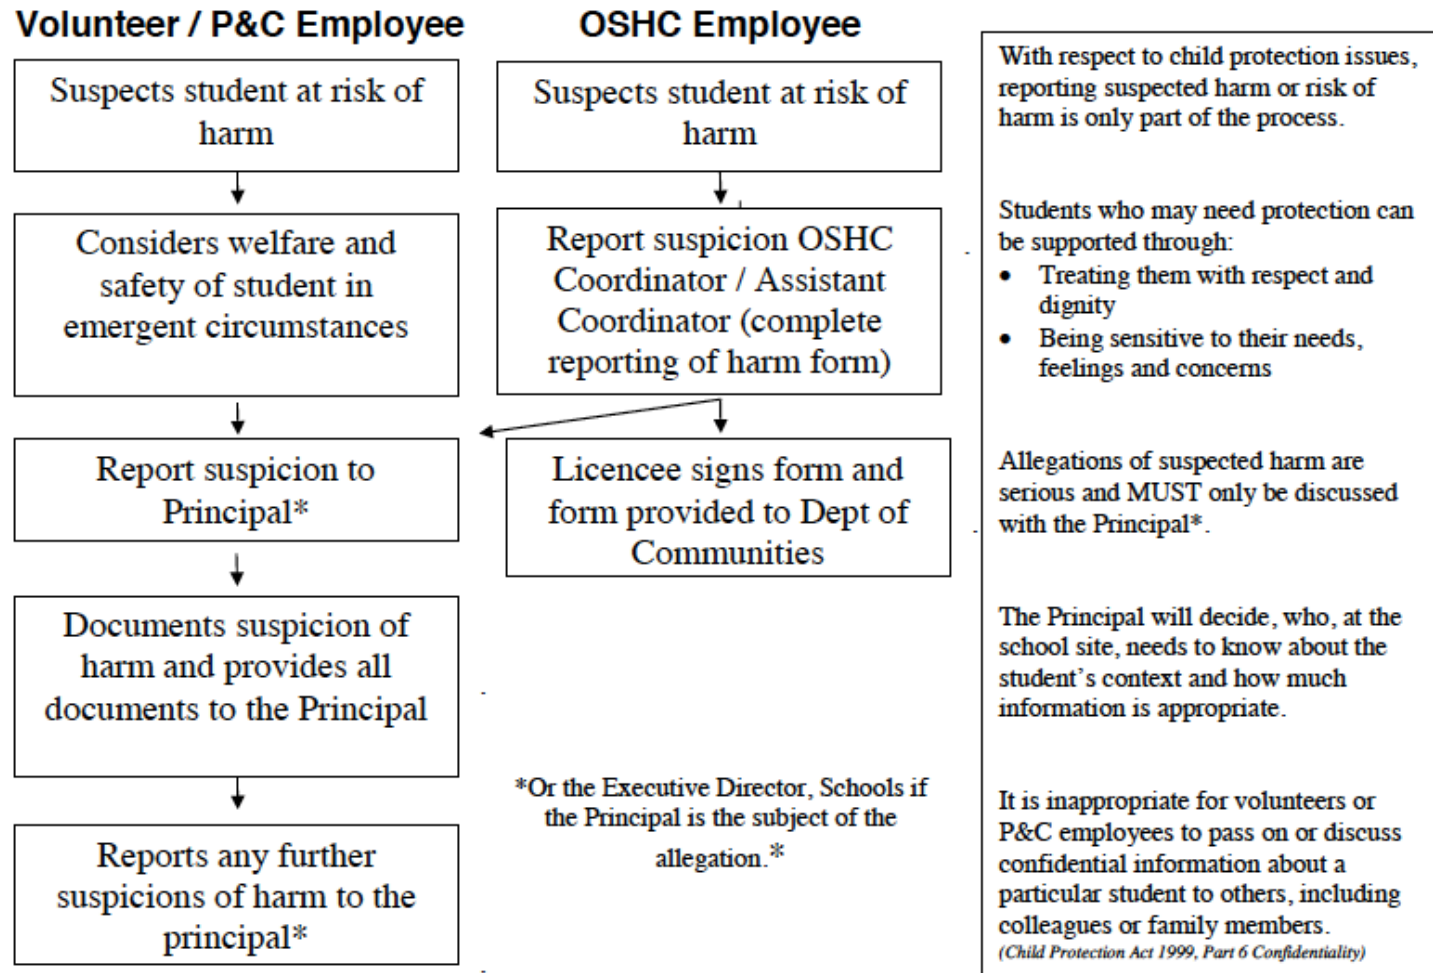 Volunteer / P&C Employee
Suspects student at risk of
harm
Considers welfare and
safety of student in
emergent circumstances
Report suspicion to
Principal*
Documents suspicion of
harm and provides all
documents to the Principal
Reports any further
suspicions of harm to the
principal*
OSHC Employee
Suspects student at risk of
harm
Report suspicion OSHC
Coordinator / Assistant
Coordinator (complete
reporting of harm form)
Licencee signs form and
form provided to Dept of
Communities
*Or the Executive Director, Schools if
the Principal is the subject of the
allegation.*
With respect to child protection issues,
reporting suspected harm or risk of
harm is only part of the process.
Students who may need protection can
be supported through:
• Treating them with respect and
dignity
• Being sensitive to their needs,
feelings and concerns
Allegations of suspected harm are
serious and MUST only be discussed
with the Principal*.
The Principal will decide, who, at the
school site, needs to know about the
student’s context and how much
information is appropriate.
It is inappropriate for volunteers or
P&C employees to pass on or discuss
confidential information about a
particular student to others, including
colleagues or family members.
(Child Protection Act 1999, Part 6 Confidentiality)